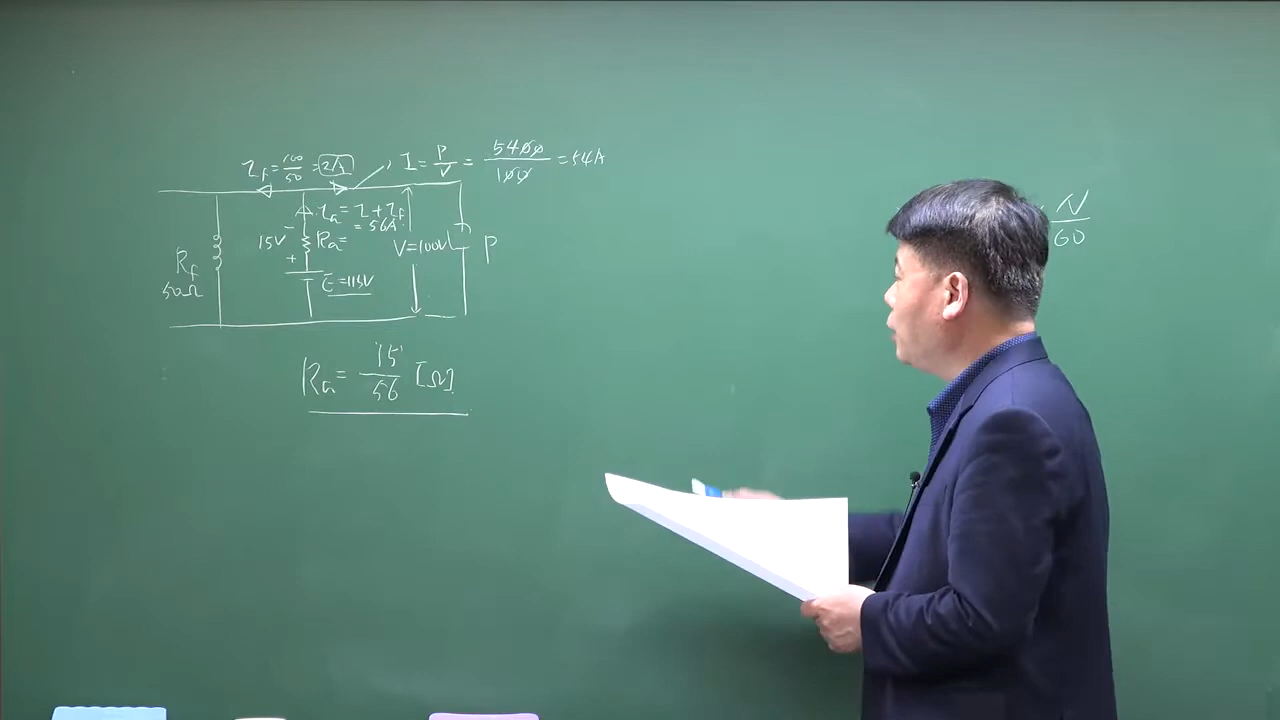 I_f = 100/50 = 2A
I = P/V = 5400/100 = 54A
I_a = I + I_f
= 56A
15V
-
+
R_a =
E = 115V
V = 100V
P
R_f
50Ω
R_a = 15/56 [Ω]
N/60